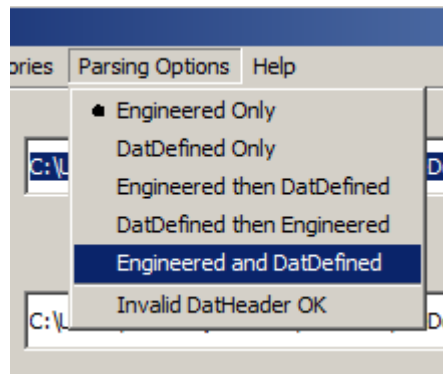 ories Parsing Options Help
Engineered Only
DatDefined Only
C:\U
Engineered then DatDefined
DatDefined then Engineered
Engineered and DatDefined
Invalid DatHeader OK
C:\U